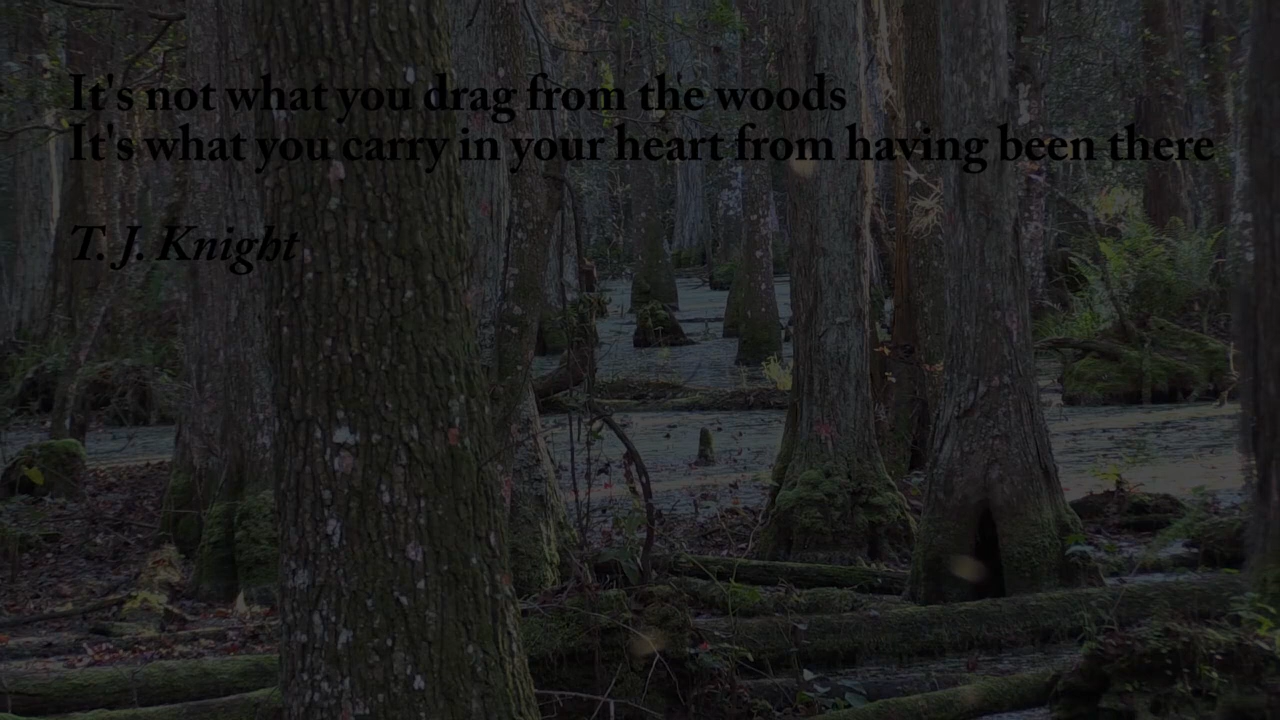 It's not what you drag from the woods
It's what you carry in your heart from having been there
T. J. Knight